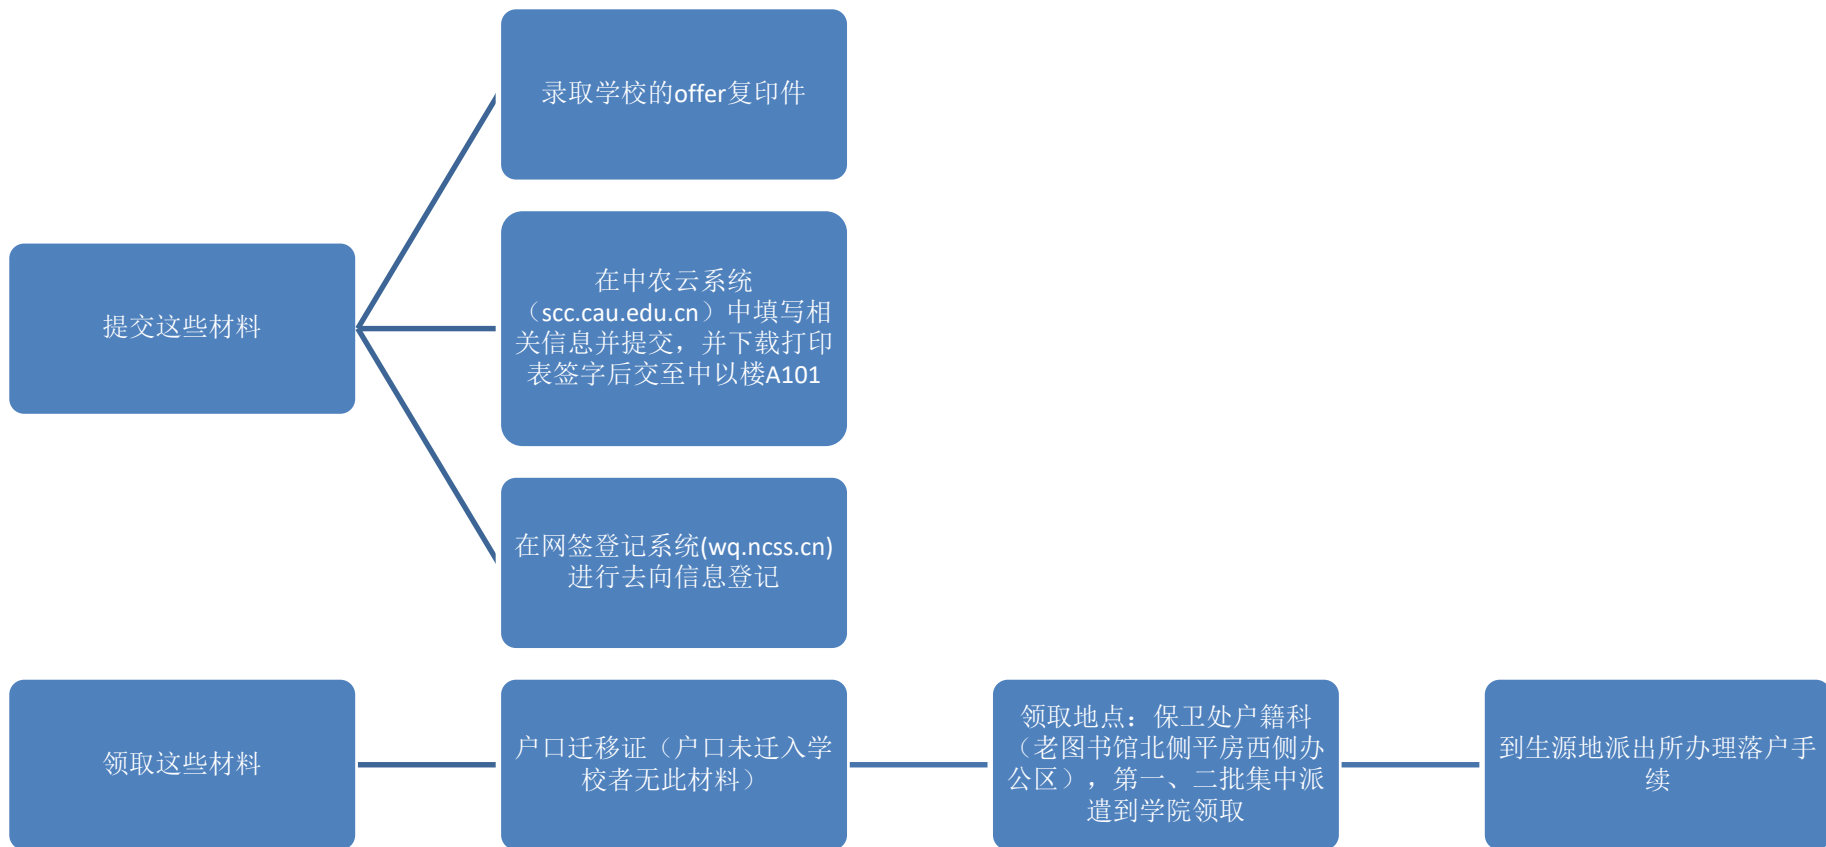 录取学校的offer复印件
提交这些材料
在中农云系统
（scc.cau.edu.cn）中填写相
关信息并提交，并下载打印
表签字后交至中以楼A101
在网签登记系统(wq.ncss.cn)
进行去向信息登记
领取这些材料
户口迁移证（户口未迁入学
校者无此材料）
领取地点：保卫处户籍科
（老图书馆北侧平房西侧办
公区），第一、二批集中派
遣到学院领取
到生源地派出所办理落户手
续